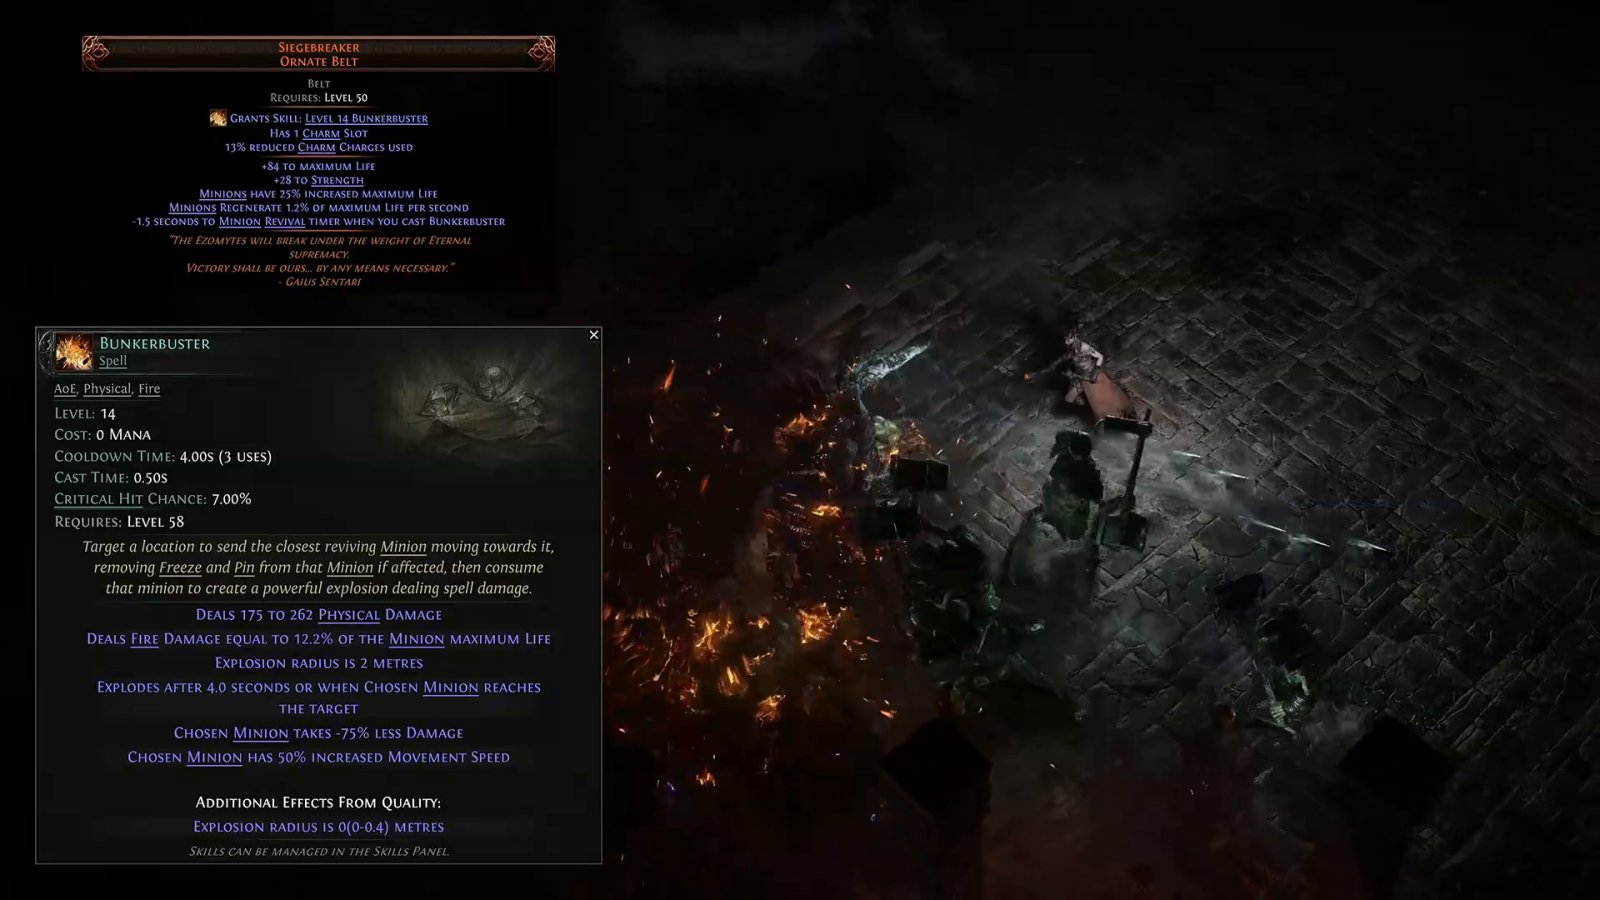 Siegebreaker
Ornate Belt
Belt
Requires: Level 50
Grants Skill: Level 14 Bunkerbuster
Has 1 Charm Slot
13% reduced Charm Charges used
+84 to maximum Life
+28 to Strength
Minions have 25% increased maximum Life
Minions Regenerate 1.2% of maximum Life per second
-1.5 seconds to Minion Revival timer when you cast Bunkerbuster
"The Ezomytes will break under the weight of Eternal
supremacy.
Victory shall be ours... by any means necessary."
- Gaius Sentari
Bunkerbuster
Spell
AoE, Physical, Fire
Level: 14
Cost: 0 Mana
Cooldown Time: 4.00s (3 uses)
Cast Time: 0.50s
Critical Hit Chance: 7.00%
Requires: Level 58
Target a location to send the closest reviving Minion moving towards it,
removing Freeze and Pin from that Minion if affected, then consume
that minion to create a powerful explosion dealing spell damage.
Deals 175 to 262 Physical Damage
Deals Fire Damage equal to 12.2% of the Minion maximum Life
Explosion radius is 2 metres
Explodes after 4.0 seconds or when Chosen Minion reaches
the target
Chosen Minion takes -75% less Damage
Chosen Minion has 50% increased Movement Speed
Additional Effects From Quality:
Explosion radius is 0(0-0.4) metres
Skills can be managed in the Skills Panel.